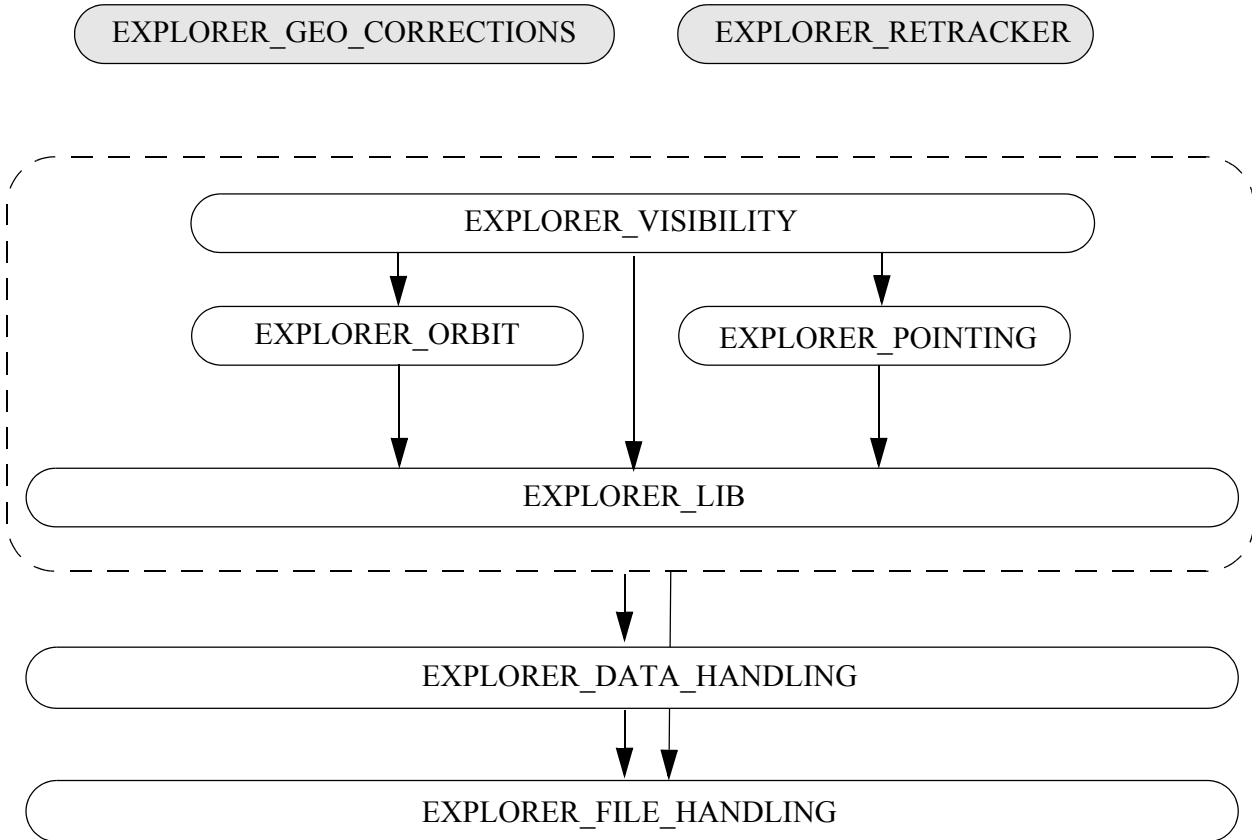 EXPLORER_GEO_CORRECTIONS
EXPLORER_RETRACKER
EXPLORER_VISIBILITY
EXPLORER_ORBIT
EXPLORER_POINTING
EXPLORER_LIB
EXPLORER_DATA_HANDLING
EXPLORER_FILE_HANDLING